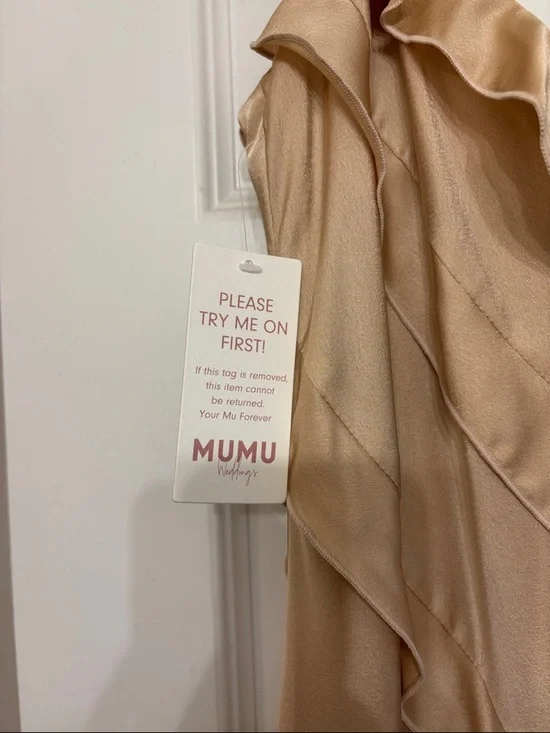 PLEASE
TRY ME ON
FIRST!
If this tag is removed,
this item cannot
be returned.
Your Mu Forever
MUMU
Weddings